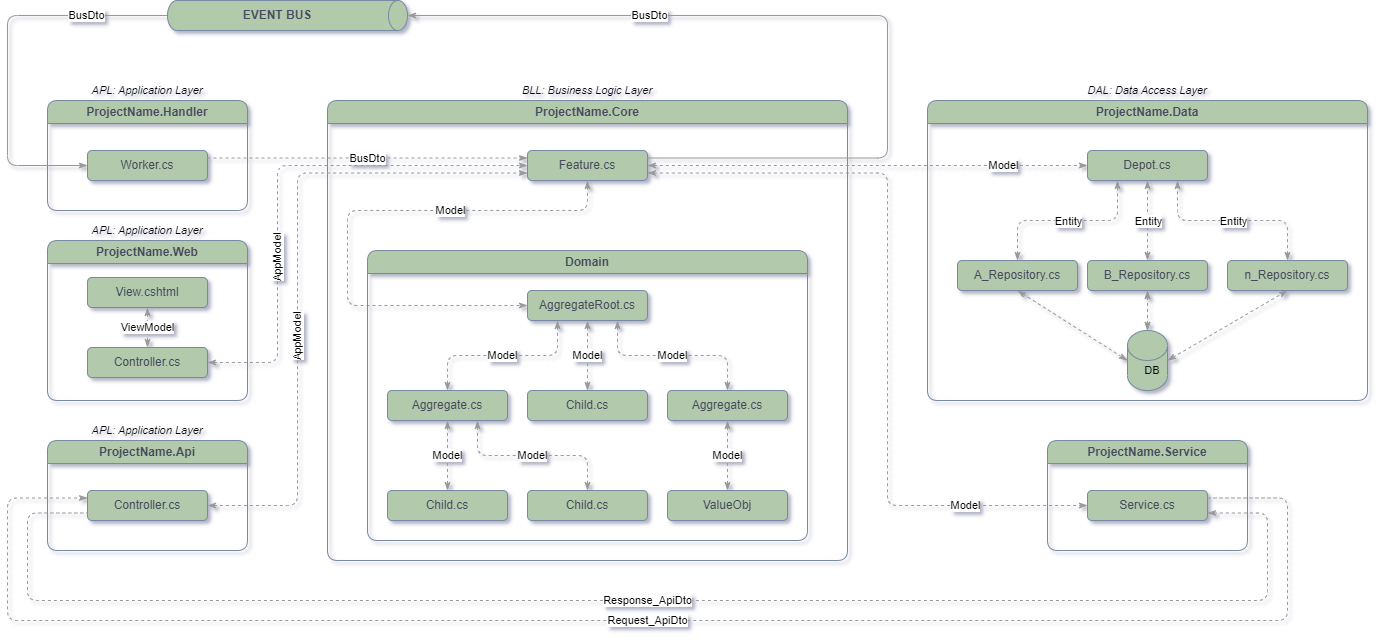 BusDto
EVENT BUS
BusDto
APL: Application Layer
ProjectName.Handler
Worker.cs
BusDto
APL: Application Layer
ProjectName.Web
View.cshtml
ViewModel
Controller.cs
AppModel
APL: Application Layer
ProjectName.Api
Controller.cs
AppModel
BLL: Business Logic Layer
ProjectName.Core
Feature.cs
Model
Domain
AggregateRoot.cs
Model
Model
Model
Aggregate.cs
Child.cs
Aggregate.cs
Model
Model
Model
Child.cs
Child.cs
ValueObj
DAL: Data Access Layer
ProjectName.Data
Model
Depot.cs
Entity
Entity
Entity
A_Repository.cs
B_Repository.cs
n_Repository.cs
DB
ProjectName.Service
Model
Service.cs
Response_ApiDto
Request_ApiDto